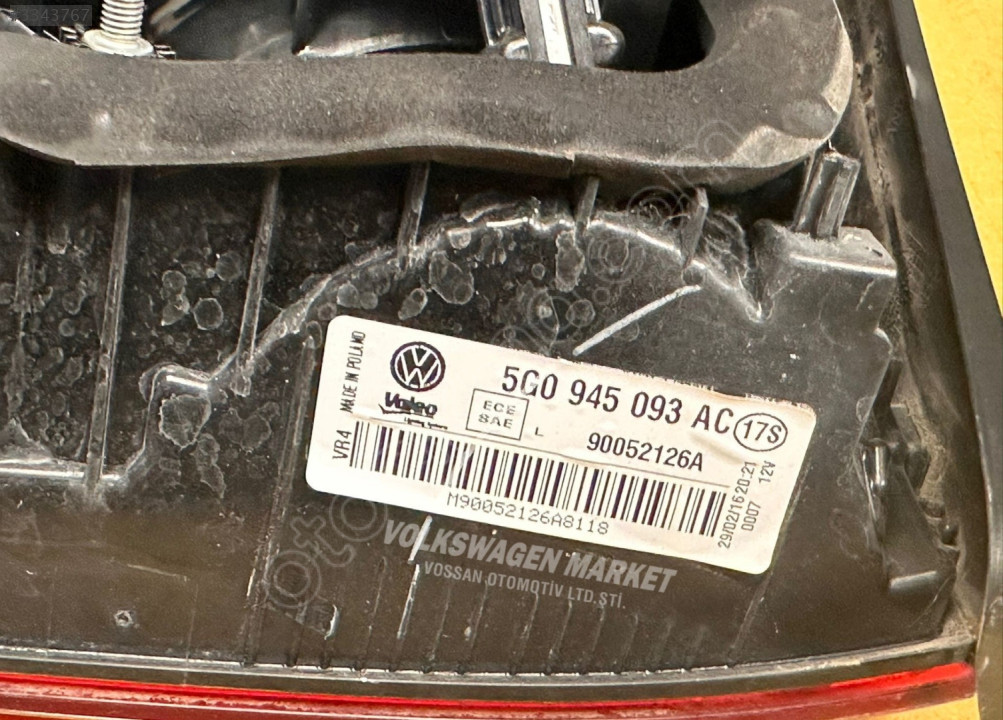 MADE IN POLAND
Valeo
5G0 945 093 AC
17S
ECE
SAE
L
90052126A
VR4
M90052126A8118
29/02/16 20:21
0007 12V
VOLKSWAGEN MARKET
VOSSAN OTOMOTİV LTD.ŞTİ.